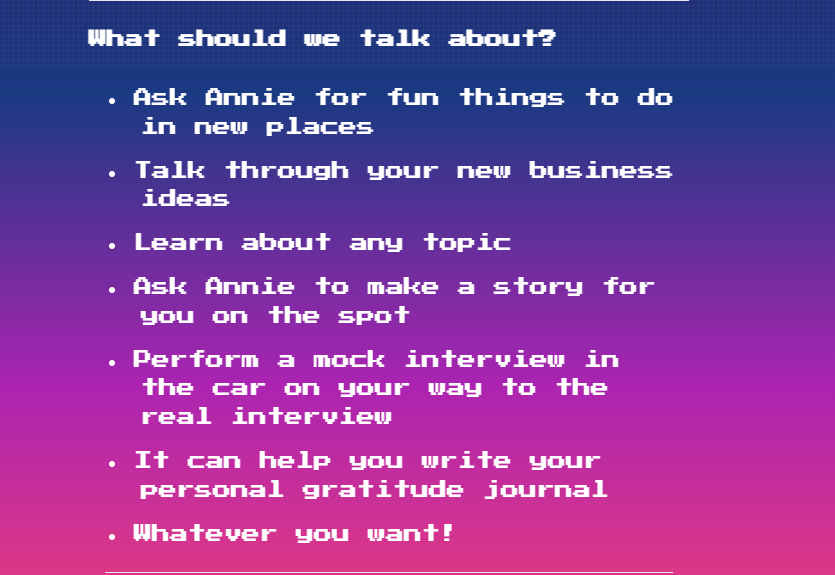 What should we talk about?
• Ask Annie for fun things to do
in new places
• Talk through your new business
ideas
• Learn about any topic
• Ask Annie to make a story for
you on the spot
• Perform a mock interview in
the car on your way to the
real interview
• It can help you write your
personal gratitude journal
• Whatever you want!